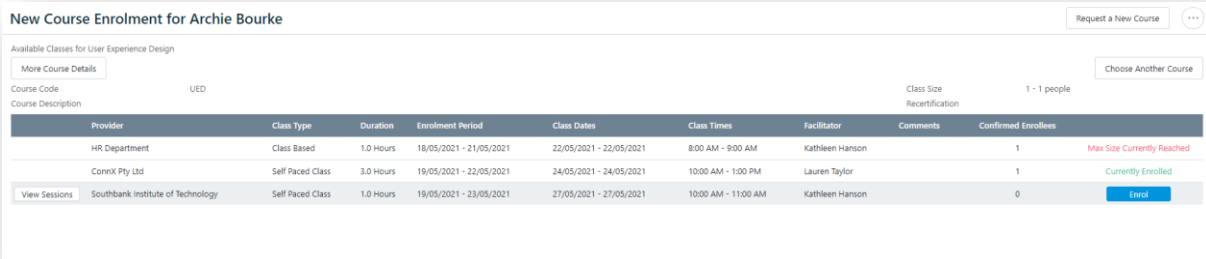 New Course Enrolment for Archie Bourke
Request a New Course
Available Classes for User Experience Design
More Course Details
Choose Another Course
Course Code UED Class Size 1 - 1 people
Course Description Recertification
Provider Class Type Duration Enrolment Period Class Dates Class Times Facilitator Comments Confirmed Enrollees
HR Department Class Based 1.0 Hours 18/05/2021 - 21/05/2021 22/05/2021 - 22/05/2021 8:00 AM - 9:00 AM Kathleen Hanson 1 Max Size Currently Reached
ConnX Pty Ltd Self Paced Class 3.0 Hours 19/05/2021 - 22/05/2021 24/05/2021 - 24/05/2021 10:00 AM - 1:00 PM Lauren Taylor 1 Currently Enrolled
View Sessions Southbank Institute of Technology Self Paced Class 1.0 Hours 19/05/2021 - 23/05/2021 27/05/2021 - 27/05/2021 10:00 AM - 11:00 AM Kathleen Hanson 0 Enrol